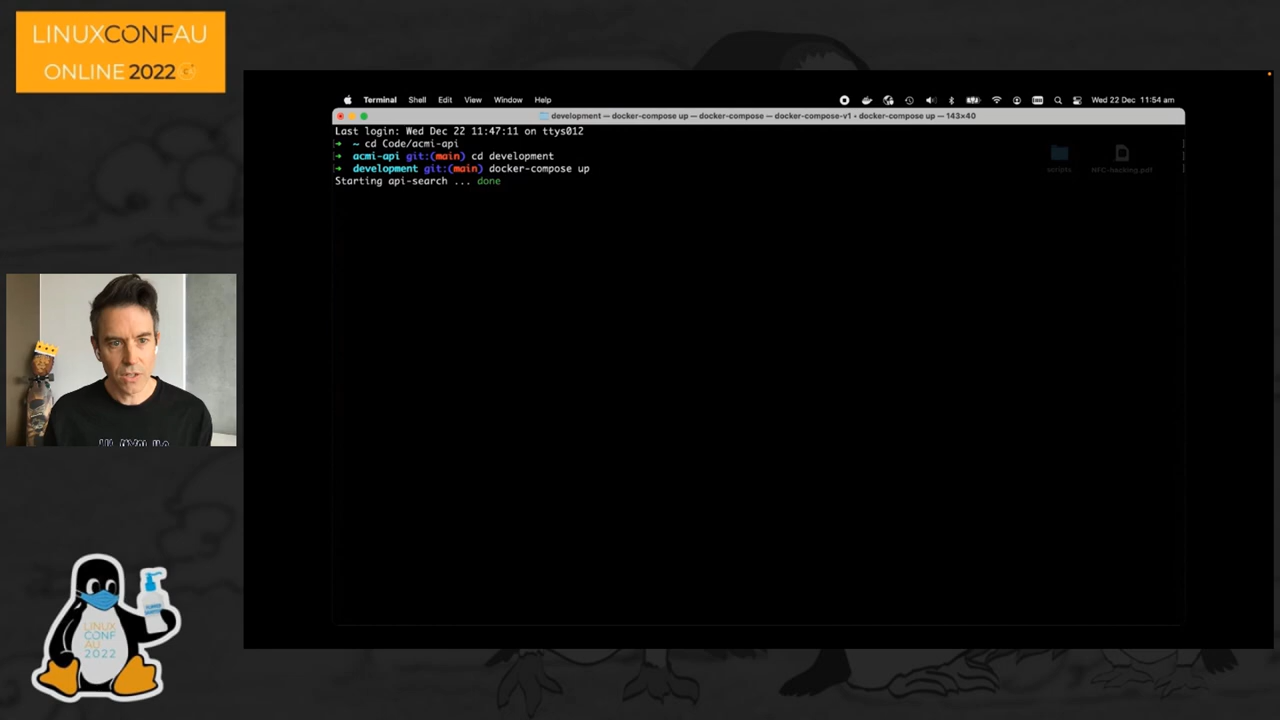 LINUXCONFAU
ONLINE 2022
Terminal Shell Edit View Window Help
Wed 22 Dec 11:54 am
development — docker-compose up — docker-compose — docker-compose-v1 • docker-compose up — 143×40
Last login: Wed Dec 22 11:47:11 on ttys012
➜ ~ cd Code/acmi-api
➜ acmi-api git:(main) cd development
➜ development git:(main) docker-compose up
Starting api-search ... done
scripts
NFC-hacking.pdf
LINUX
CONF
AU
2022